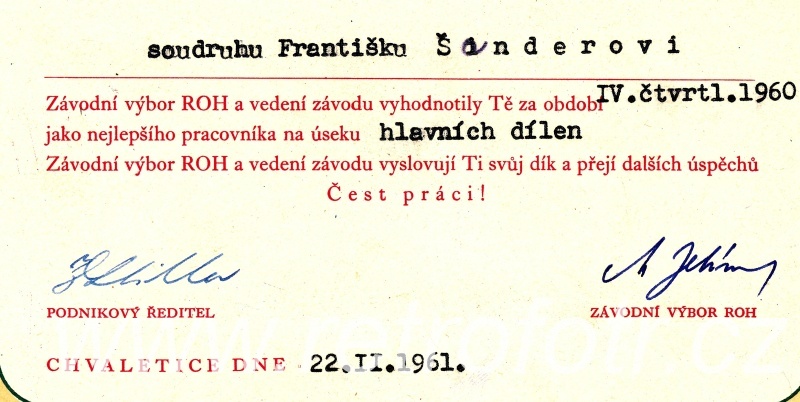 soudruhu Františku Šanderovi
Závodní výbor ROH a vedení závodu vyhodnotily Tě za období IV.čtvrtl.1960
jako nejlepšího pracovníka na úseku hlavních dílen
Závodní výbor ROH a vedení závodu vyslovují Ti svůj dík a přejí dalších úspěchů
Čest práci!
PODNIKOVÝ ŘEDITEL
ZÁVODNÍ VÝBOR ROH
CHVALETICE DNE 22.II.1961.
www.retrofotr.cz